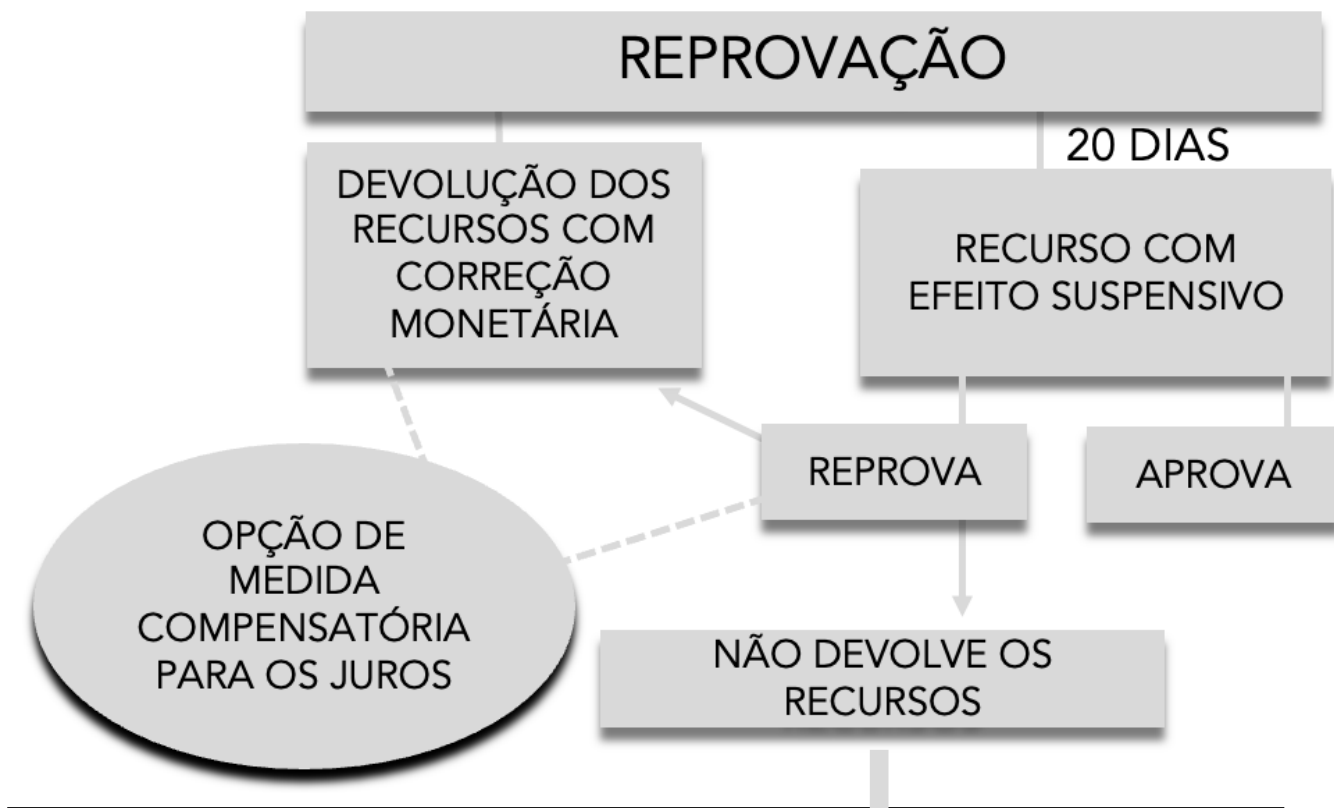 REPROVAÇÃO
20 DIAS
DEVOLUÇÃO DOS
RECURSOS COM
CORREÇÃO
MONETÁRIA
RECURSO COM
EFEITO SUSPENSIVO
REPROVA
APROVA
OPÇÃO DE
MEDIDA
COMPENSATÓRIA
PARA OS JUROS
NÃO DEVOLVE OS
RECURSOS